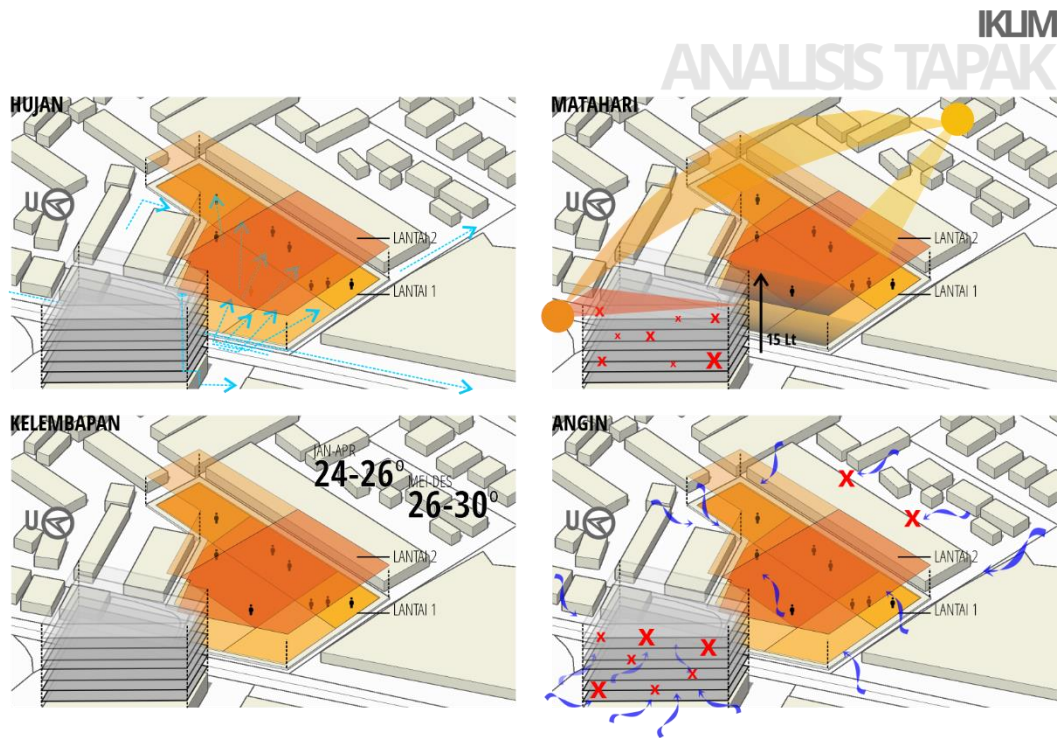 IKLIM
ANALISIS TAPAK
HUJAN
U
LANTAI 2
LANTAI 1
MATAHARI
U
LANTAI 2
LANTAI 1
15 Lt
KELEMBAPAN
JAN-APR
24-26°
MEI-DES
26-30°
U
LANTAI 2
LANTAI 1
ANGIN
U
LANTAI 2
LANTAI 1